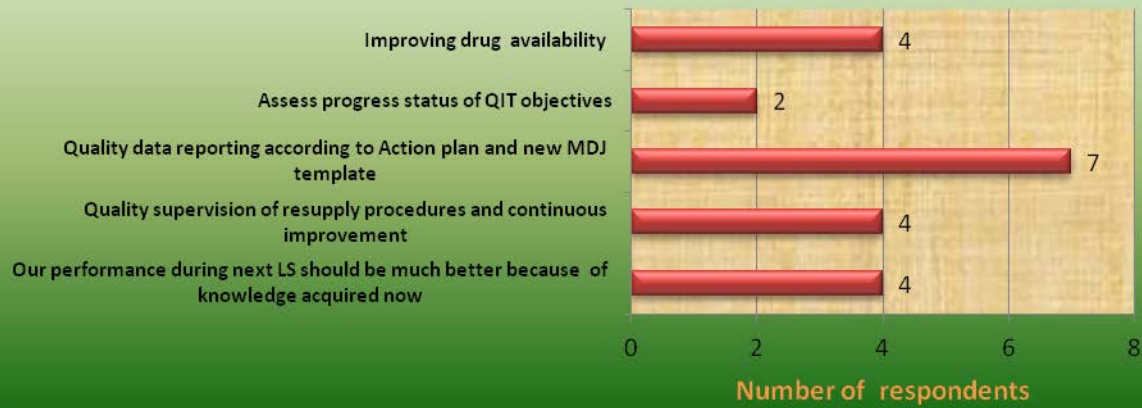 Improving drug availability
4
Assess progress status of QIT objectives
2
Quality data reporting according to Action plan and new MDJ
template
7
Quality supervision of resupply procedures and continuous
improvement
4
Our performance during next LS should be much better because of
knowledge acquired now
4
0 2 4 6 8
Number of respondents